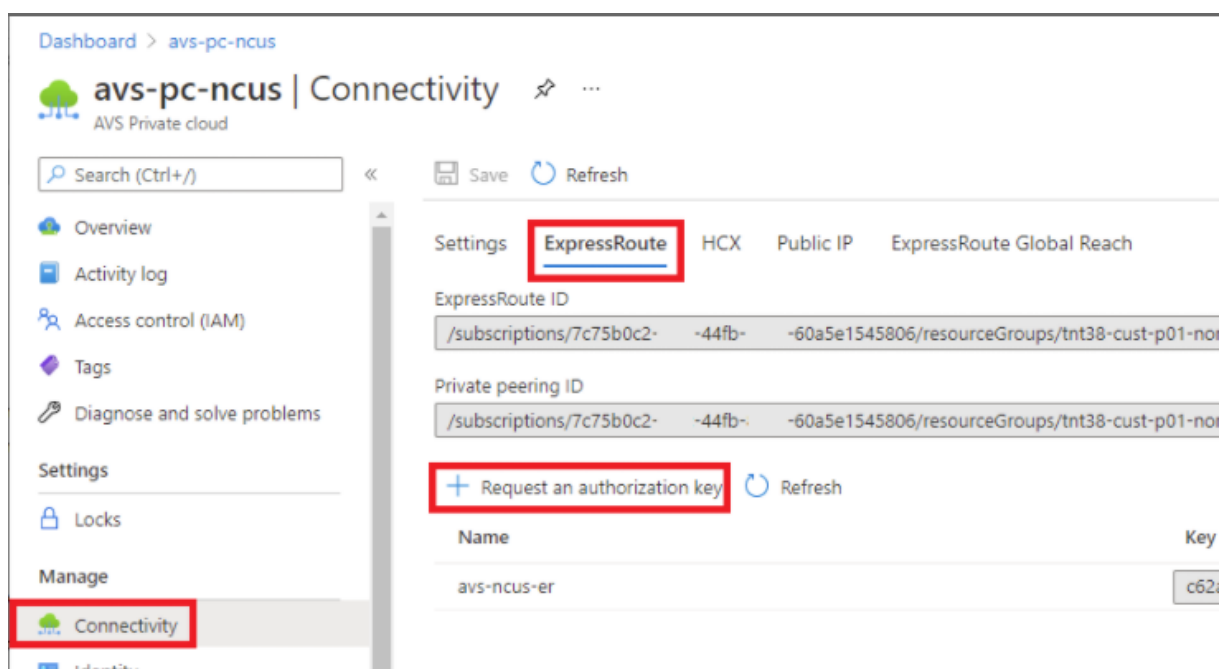 Dashboard > avs-pc-ncus
avs-pc-ncus | Connectivity ...
AVS Private cloud
Search (Ctrl+/) «
Overview
Activity log
Access control (IAM)
Tags
Diagnose and solve problems
Settings
Locks
Manage
Connectivity
Identity
Save Refresh
Settings ExpressRoute HCX Public IP ExpressRoute Global Reach
ExpressRoute ID
/subscriptions/7c75b0c2- -44fb- -60a5e1545806/resourceGroups/tnt38-cust-p01-nor
Private peering ID
/subscriptions/7c75b0c2- -44fb- -60a5e1545806/resourceGroups/tnt38-cust-p01-nor
+ Request an authorization key Refresh
Name Key
avs-ncus-er c62a